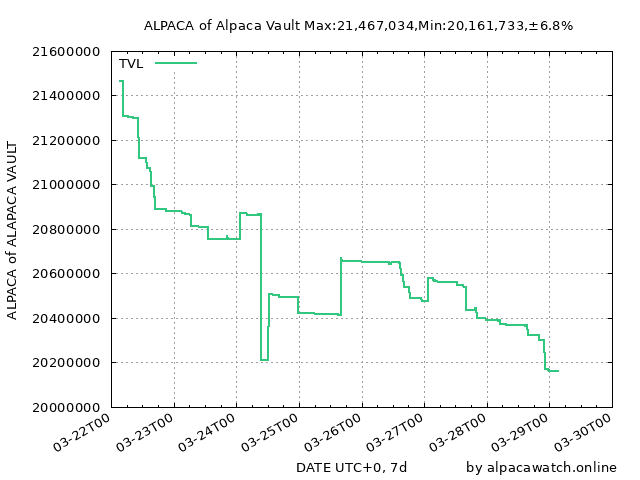 ALPACA of Alpaca Vault Max:21,467,034,Min:20,161,733,±6.8%
TVL
21600000
21400000
21200000
21000000
20800000
20600000
20400000
20200000
20000000
ALPACA of ALAPACA VAULT
03-22T00
03-23T00
03-24T00
03-25T00
03-26T00
03-27T00
03-28T00
03-29T00
03-30T00
DATE UTC+0, 7d
by alpacawatch.online